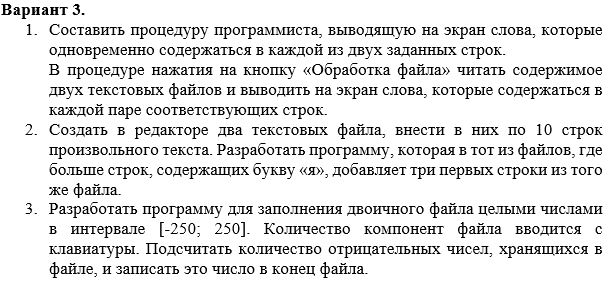 Вариант 3.
1. Составить процедуру программиста, выводящую на экран слова, которые
одновременно содержаться в каждой из двух заданных строк.
В процедуре нажатия на кнопку «Обработка файла» читать содержимое
двух текстовых файлов и выводить на экран слова, которые содержаться в
каждой паре соответствующих строк.
2. Создать в редакторе два текстовых файла, внести в них по 10 строк
произвольного текста. Разработать программу, которая в тот из файлов, где
больше строк, содержащих букву «я», добавляет три первых строки из того
же файла.
3. Разработать программу для заполнения двоичного файла целыми числами
в интервале [-250; 250]. Количество компонент файла вводится с
клавиатуры. Подсчитать количество отрицательных чисел, хранящихся в
файле, и записать это число в конец файла.